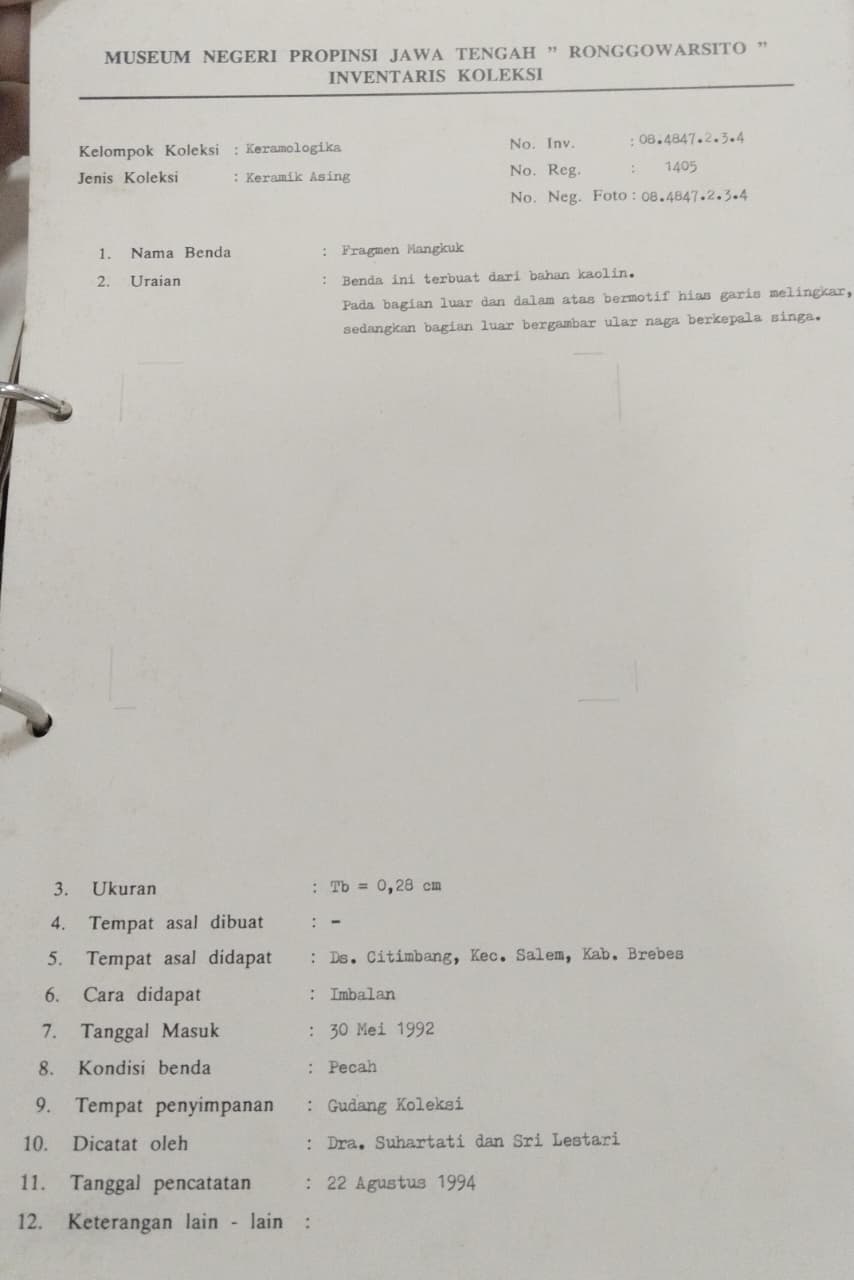 MUSEUM NEGERI PROPINSI JAWA TENGAH " RONGGOWARSITO "
INVENTARIS KOLEKSI
Kelompok Koleksi : Keramologika
Jenis Koleksi : Keramik Asing
No. Inv. : 08.4847.2.3.4
No. Reg. : 1405
No. Neg. Foto : 08.4847.2.3.4
1. Nama Benda : Fragmen Mangkuk
2. Uraian : Benda ini terbuat dari bahan kaolin.
Pada bagian luar dan dalam atas bermotif hias garis melingkar,
sedangkan bagian luar bergambar ular naga berkepala singa.
3. Ukuran : Tb = 0,28 cm
4. Tempat asal dibuat : -
5. Tempat asal didapat : Ds. Citimbang, Kec. Salem, Kab. Brebes
6. Cara didapat : Imbalan
7. Tanggal Masuk : 30 Mei 1992
8. Kondisi benda : Pecah
9. Tempat penyimpanan : Gudang Koleksi
10. Dicatat oleh : Dra. Suhartati dan Sri Lestari
11. Tanggal pencatatan : 22 Agustus 1994
12. Keterangan lain - lain :